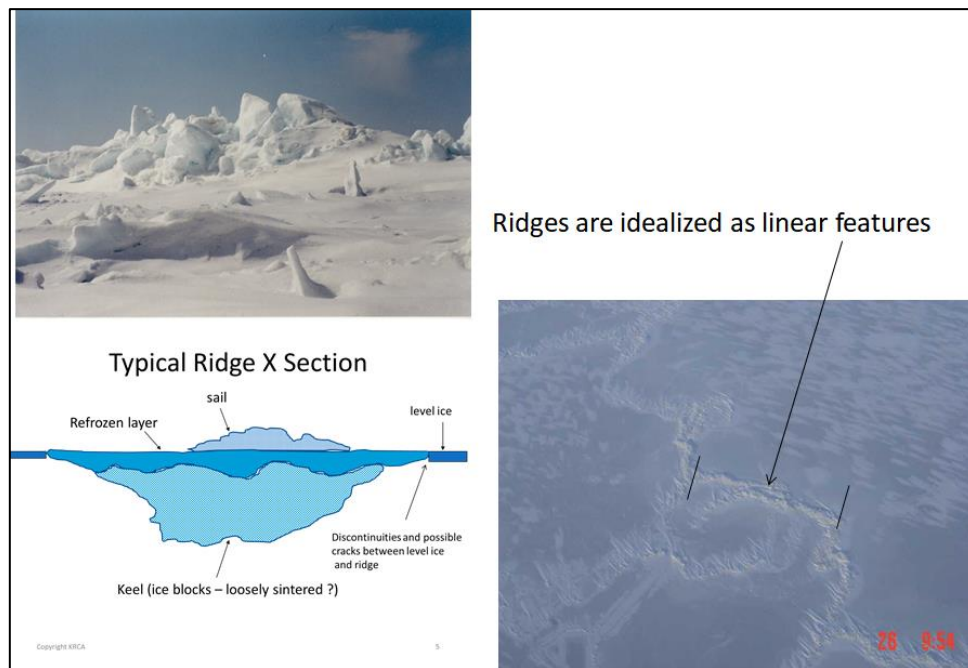 Ridges are idealized as linear features
Typical Ridge X Section
sail
level ice
Refrozen layer
Discontinuities and possible
cracks between level ice
and ridge
Keel (ice blocks – loosely sintered ?)
Copyright KRCA
5
26 9:54